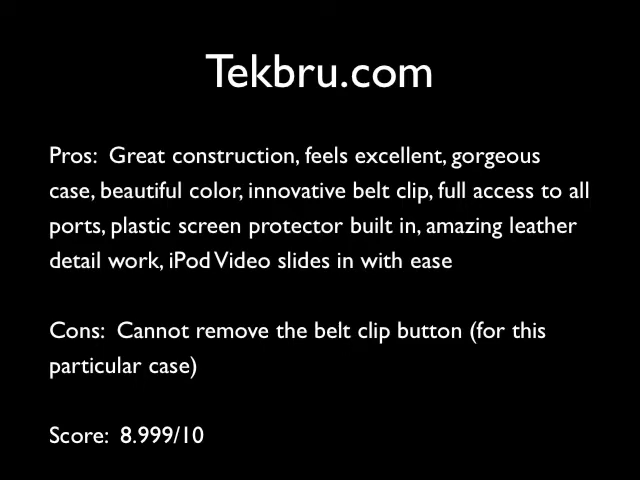 Tekbru.com
Pros:  Great construction, feels excellent, gorgeous
case, beautiful color, innovative belt clip, full access to all
ports, plastic screen protector built in, amazing leather
detail work, iPod Video slides in with ease
Cons:  Cannot remove the belt clip button (for this
particular case)
Score:  8.999/10